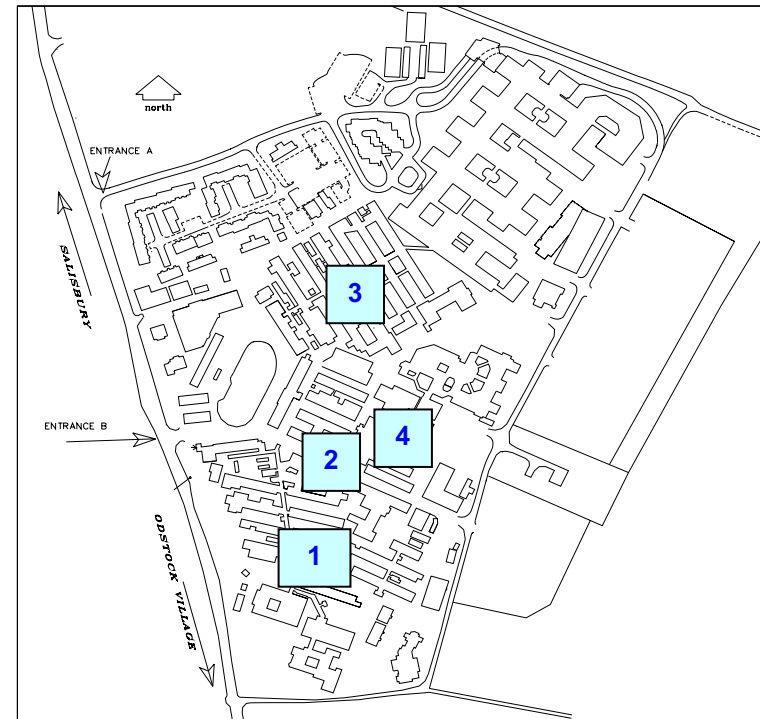 north
ENTRANCE A
SALISBURY
3
ENTRANCE B
4
2
ODSTOCK VILLAGE
1